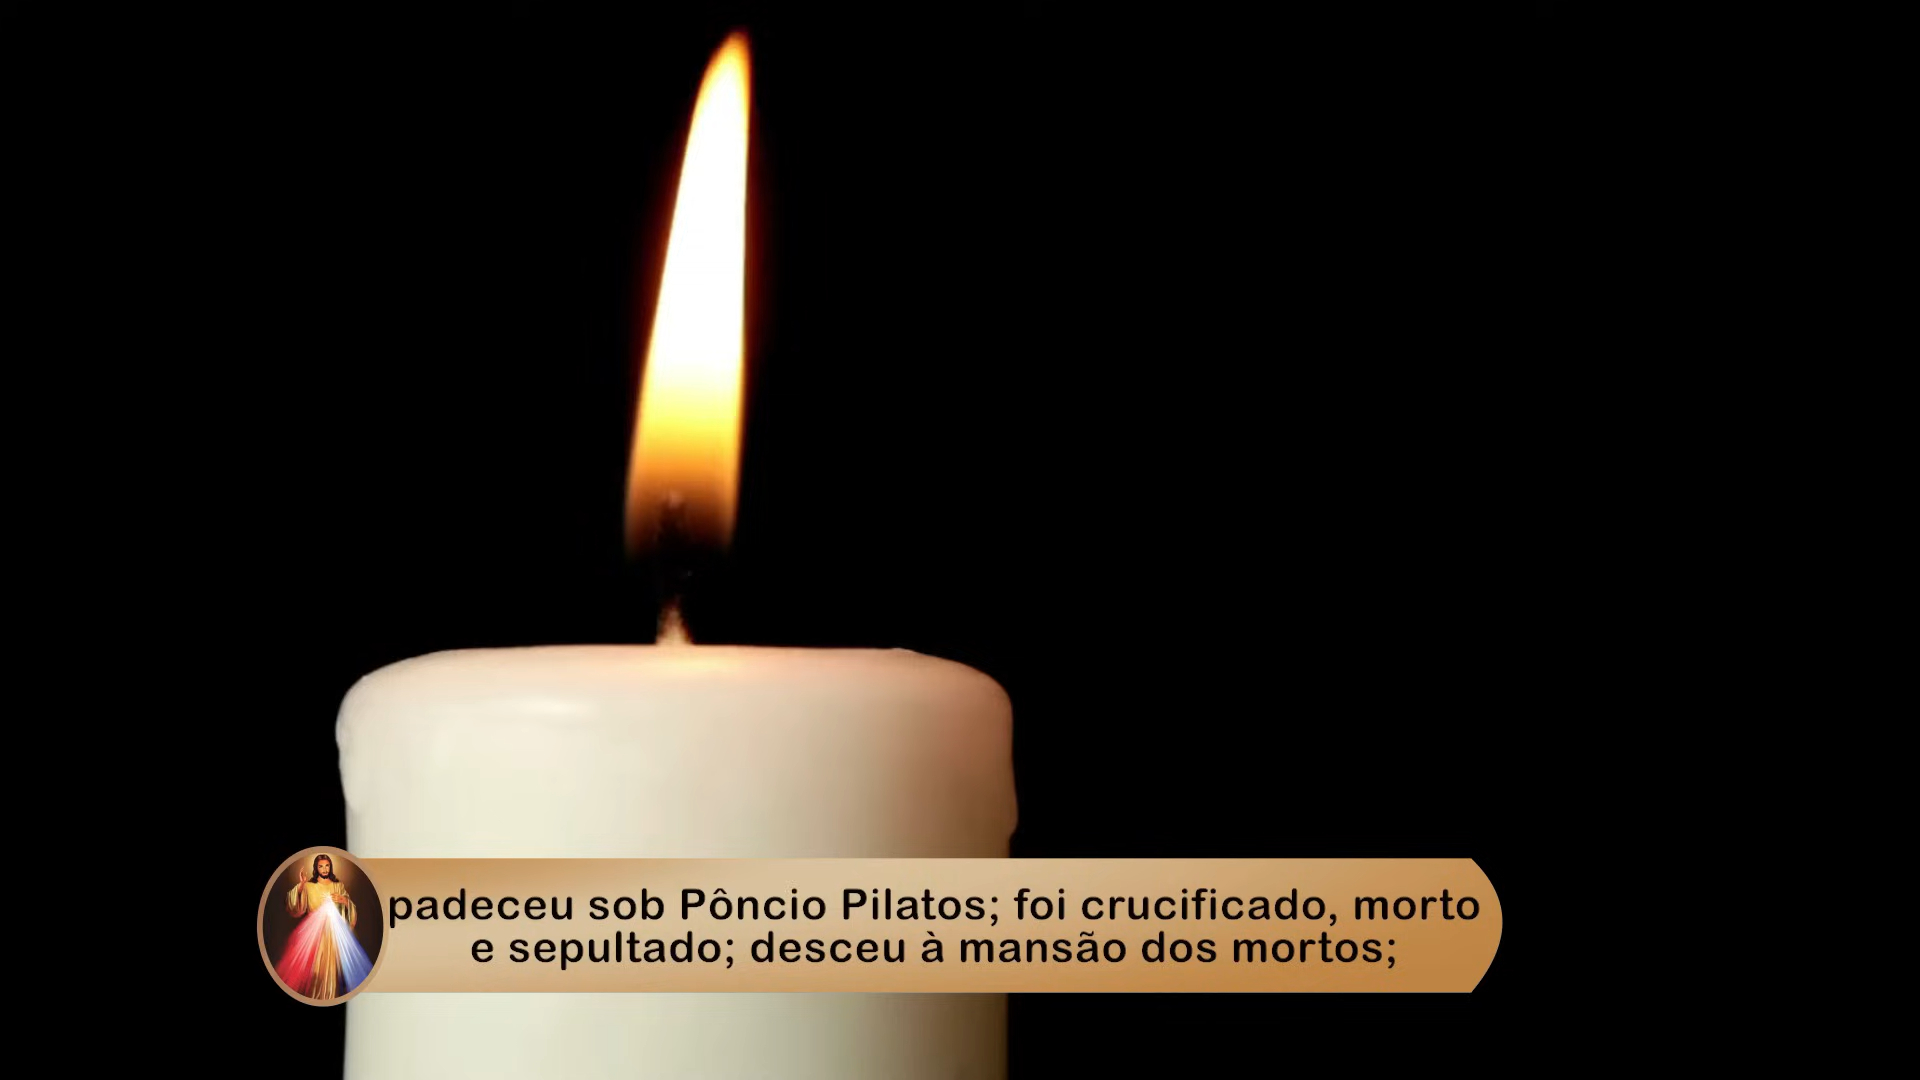 padeceu sob Pôncio Pilatos; foi crucificado, morto
e sepultado; desceu à mansão dos mortos;